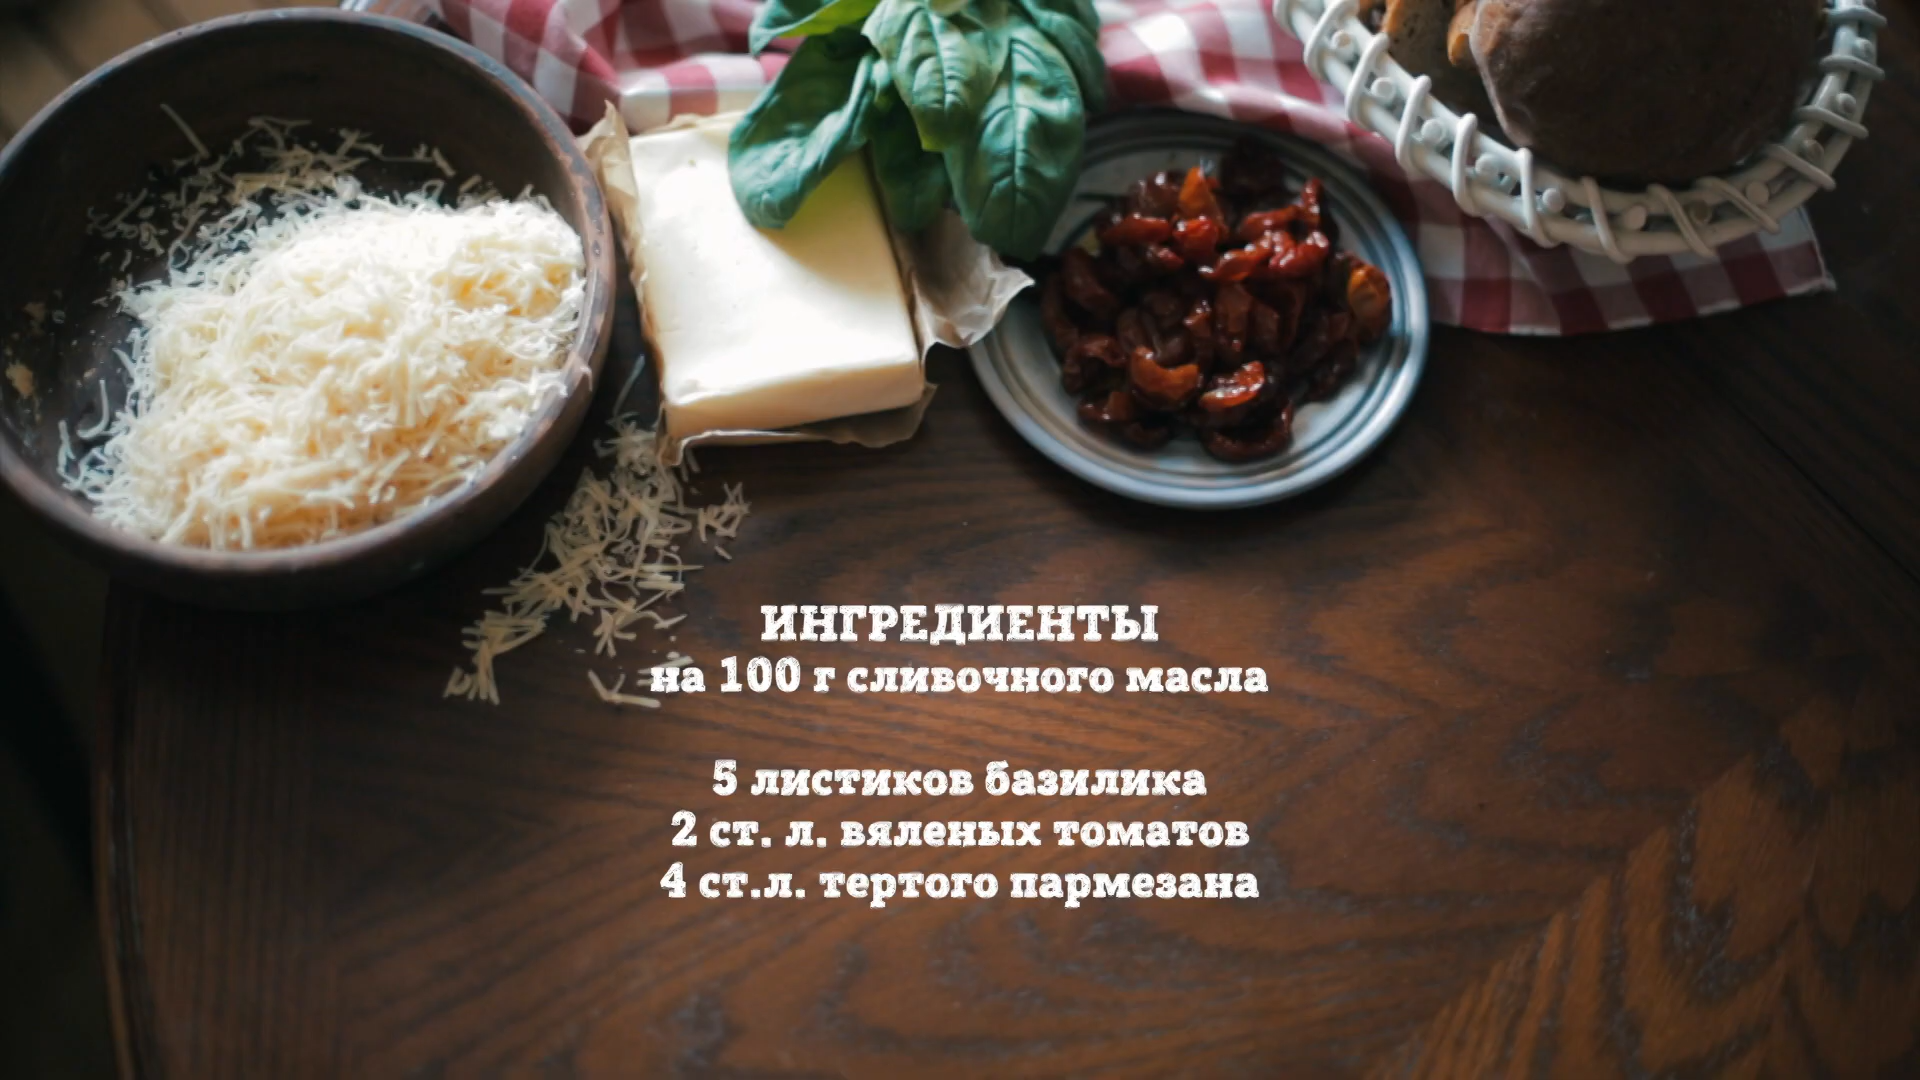 ИНГРЕДИЕНТЫ
на 100 г сливочного масла
5 листиков базилика
2 ст. л. вяленых томатов
4 ст.л. тертого пармезана